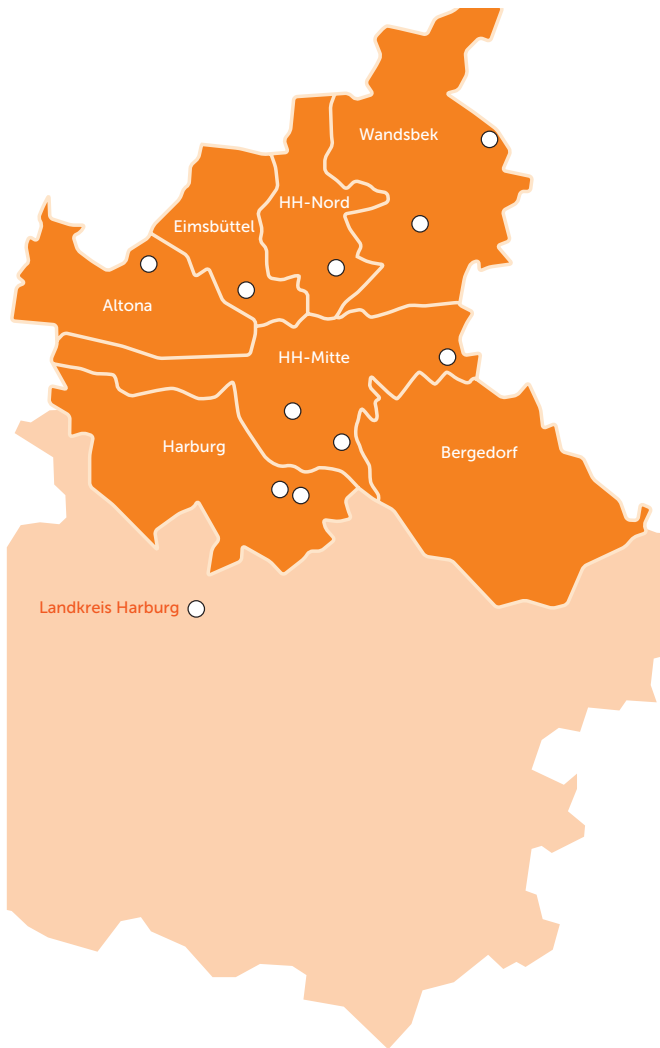 Wandsbek
HH-Nord
Eimsbüttel
Altona
HH-Mitte
Harburg
Bergedorf
Landkreis Harburg